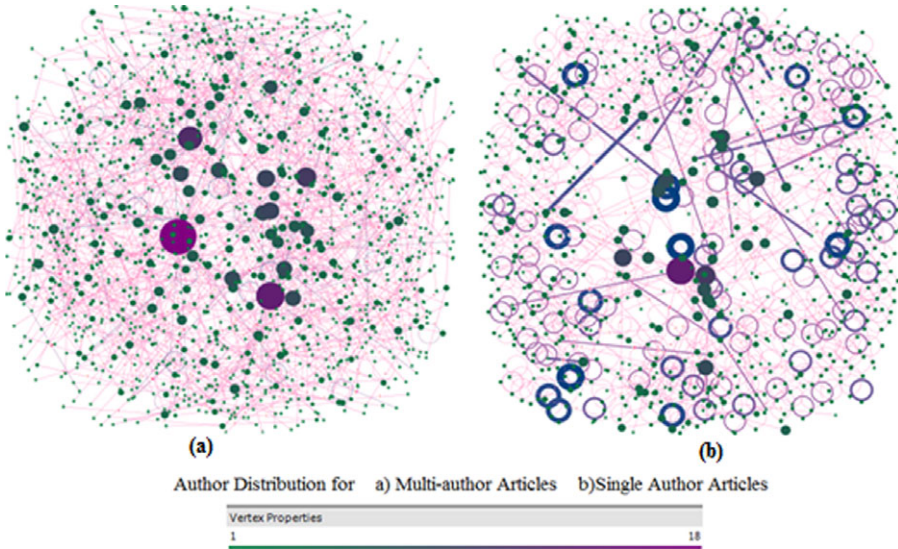 (a)
(b)
Author Distribution for a) Multi-author Articles b)Single Author Articles
Vertex Properties
1 18